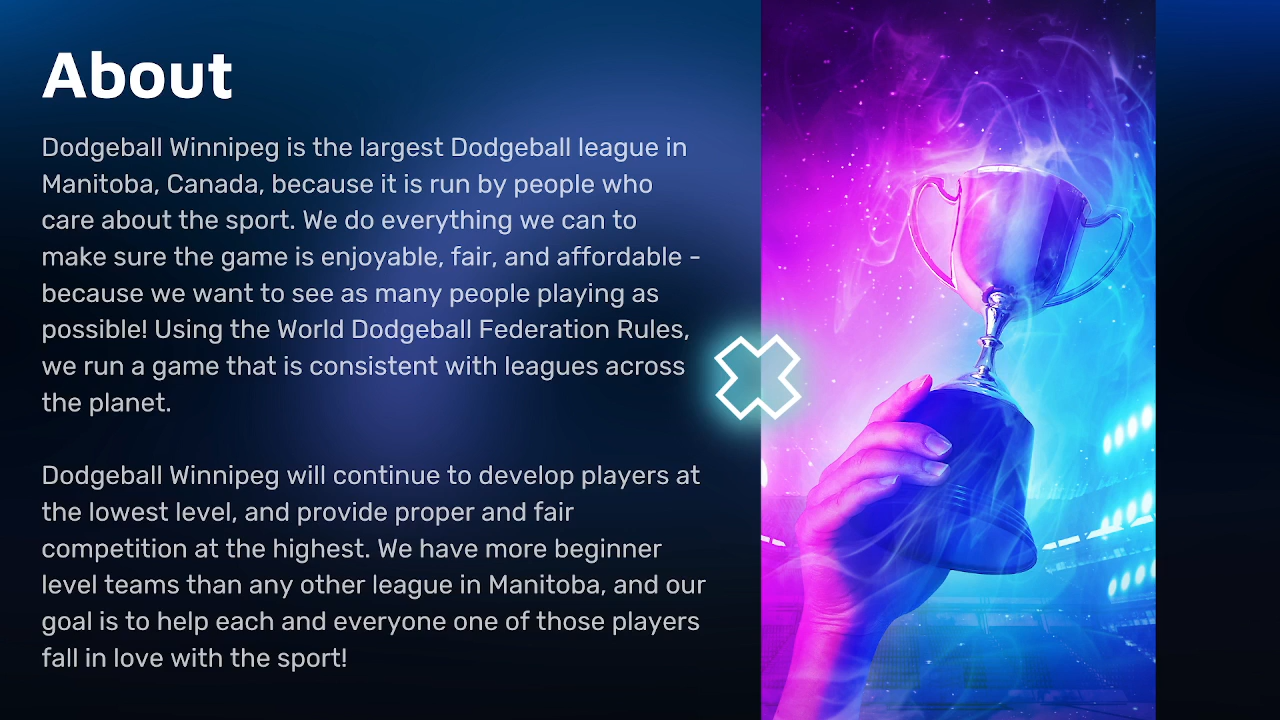 About
Dodgeball Winnipeg is the largest Dodgeball league in
Manitoba, Canada, because it is run by people who
care about the sport. We do everything we can to
make sure the game is enjoyable, fair, and affordable -
because we want to see as many people playing as
possible! Using the World Dodgeball Federation Rules,
we run a game that is consistent with leagues across
the planet.
Dodgeball Winnipeg will continue to develop players at
the lowest level, and provide proper and fair
competition at the highest. We have more beginner
level teams than any other league in Manitoba, and our
goal is to help each and everyone one of those players
fall in love with the sport!